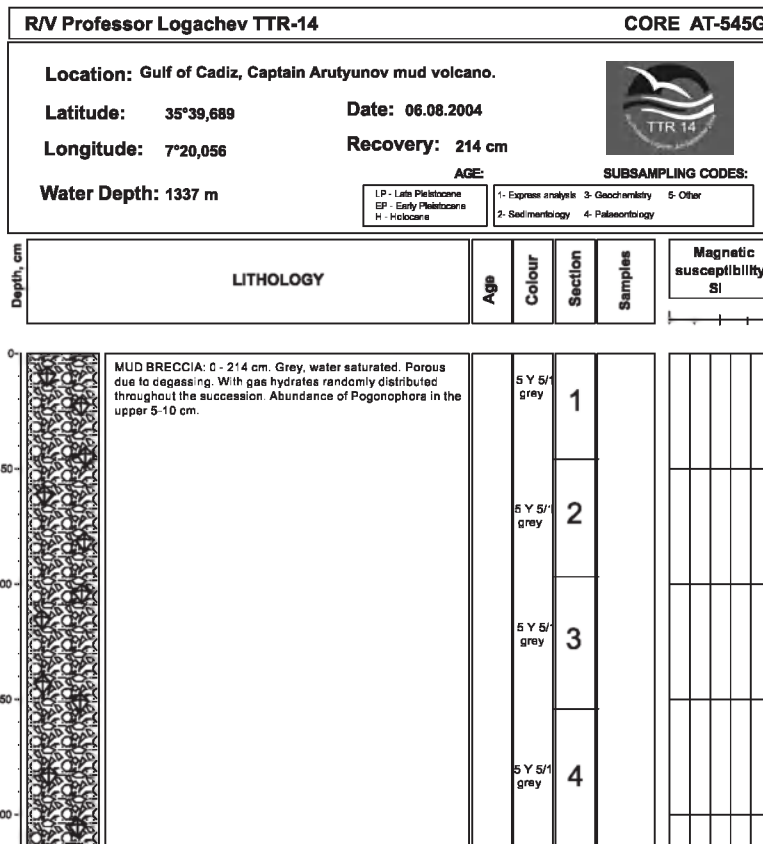 R/V Professor Logachev TTR-14 CORE AT-545G
Location: Gulf of Cadiz, Captain Arutyunov mud volcano.
Latitude: 35°39,689 Date: 06.08.2004
Longitude: 7°20,056 Recovery: 214 cm
TTR 14
Water Depth: 1337 m
AGE:
LP - Late Pleistocene
EP - Early Pleistocene
H - Holocene
SUBSAMPLING CODES:
1- Express analysis 3- Geochemistry 5- Other
2- Sedimentology 4- Palaeontology
Depth, cm
LITHOLOGY
Age
Colour
Section
Samples
Magnetic
susceptibility
SI
0
MUD BRECCIA: 0 - 214 cm. Grey, water saturated. Porous
due to degassing. With gas hydrates randomly distributed
throughout the succession. Abundance of Pogonophora in the
upper 5-10 cm.
5 Y 5/1
grey
1
50
5 Y 5/1
grey
2
00
5 Y 5/1
grey
3
50
5 Y 5/1
grey
4
00